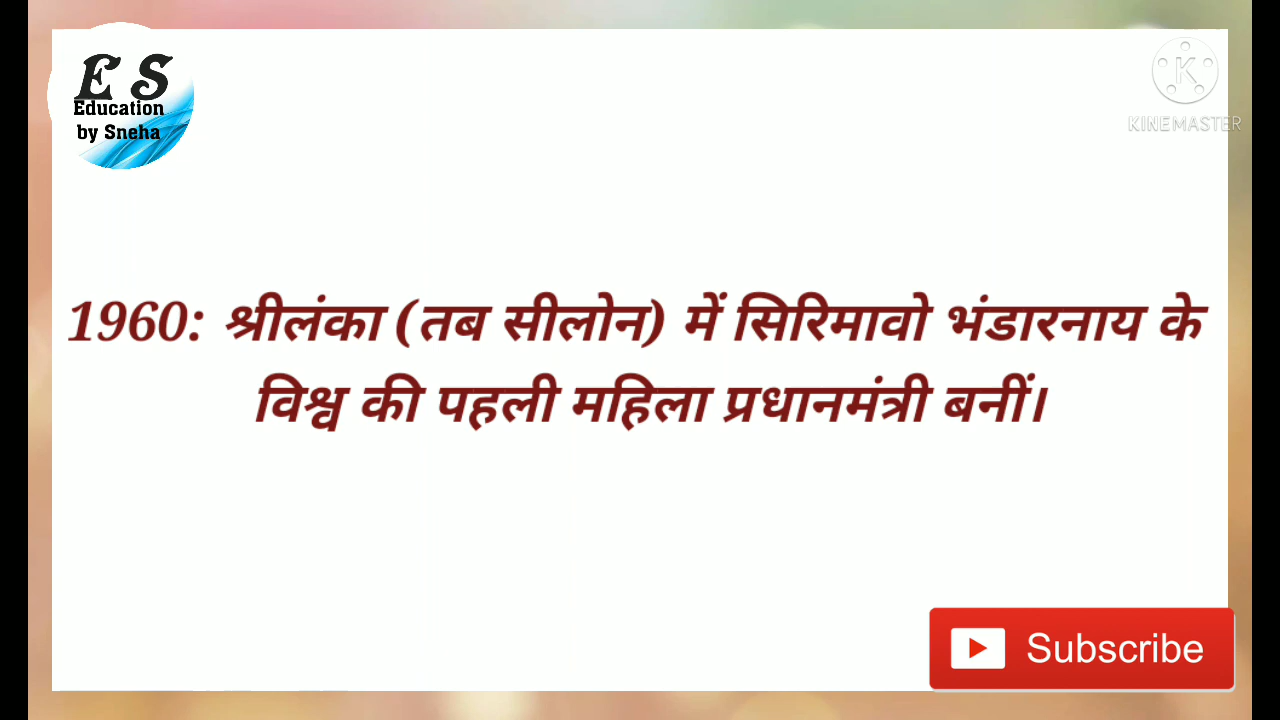 E S
Education
by Sneha
KINEMASTER
1960: श्रीलंका (तब सीलोन) में सिरिमावो भंडारनाय के
विश्व की पहली महिला प्रधानमंत्री बनीं।
Subscribe